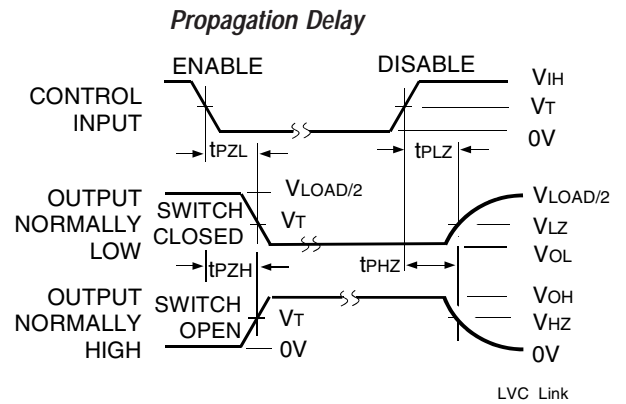 Propagation Delay
ENABLE
DISABLE
CONTROL
INPUT
VIH
VT
0V
tPZL
tPLZ
OUTPUT
NORMALLY
LOW
SWITCH
CLOSED
VLOAD/2
VT
VLOAD/2
VLZ
VOL
tPZH
tPHZ
OUTPUT
NORMALLY
HIGH
SWITCH
OPEN
VT
0V
VOH
VHZ
0V
LVC Link